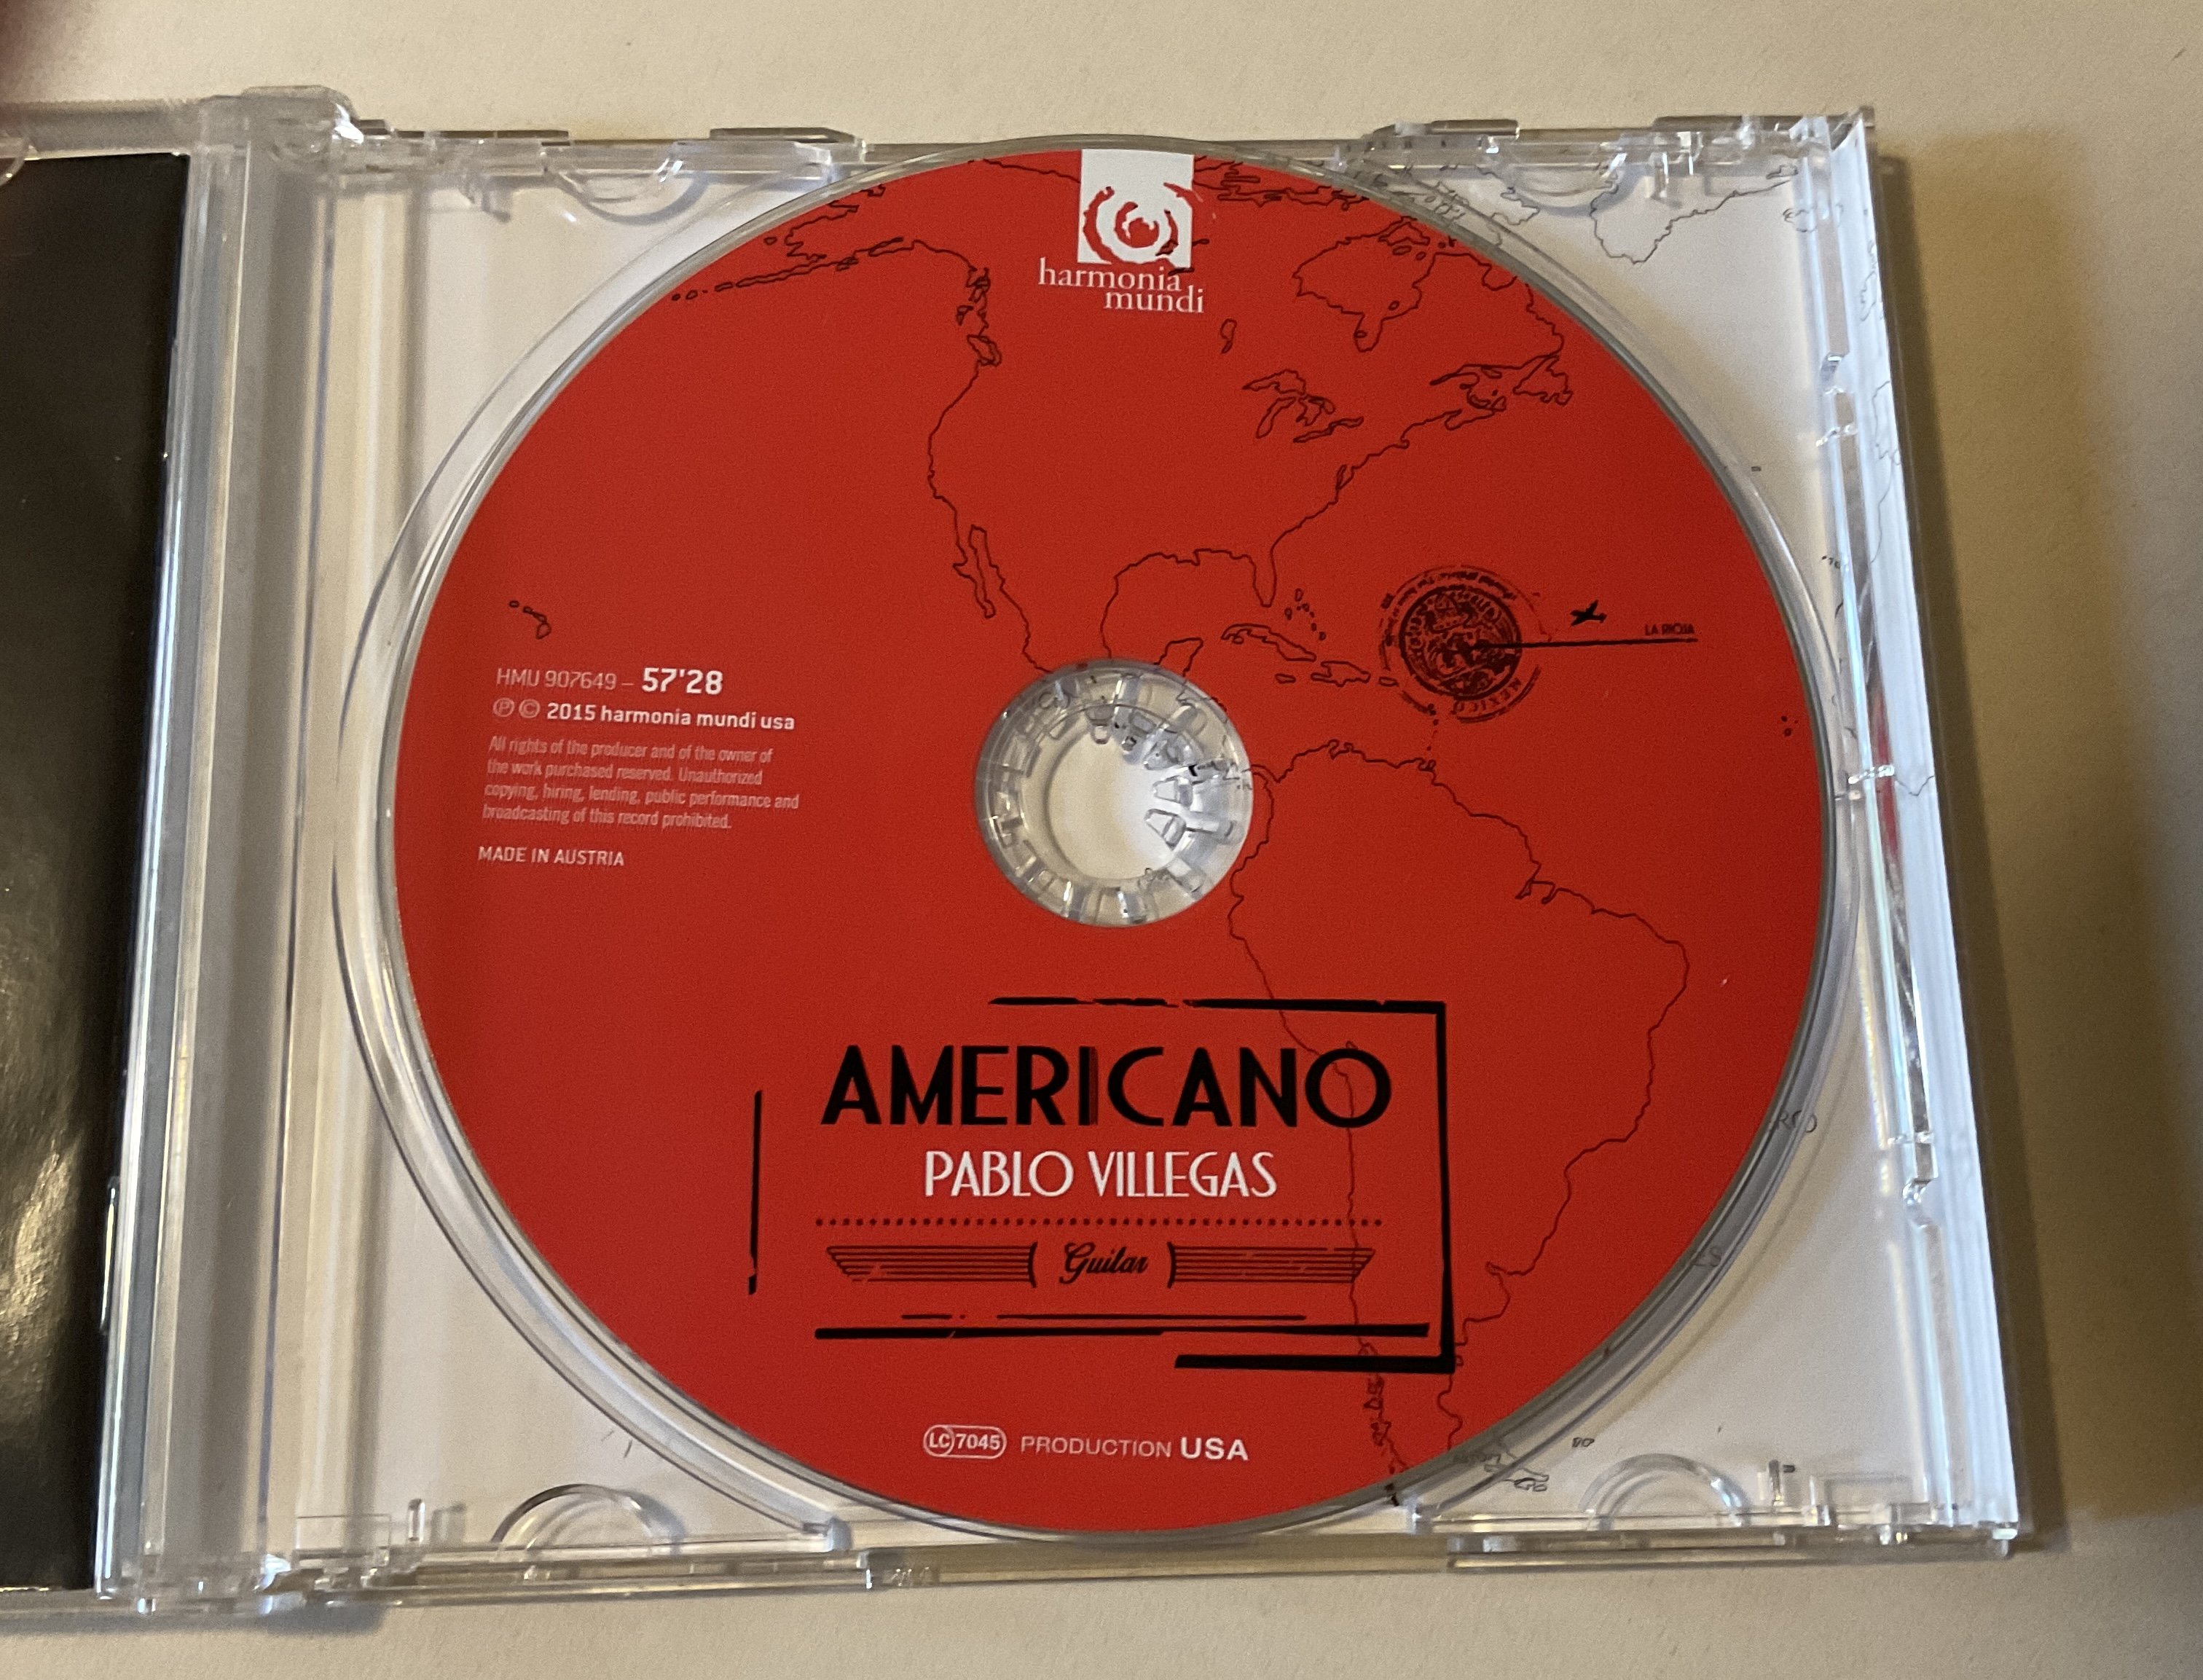 harmonia
mundi
LA RIOJA
MEXICO
HMU 907649 – 57'28
℗ © 2015 harmonia mundi usa
All rights of the producer and of the owner of
the work purchased reserved. Unauthorized
copying, hiring, lending, public performance and
broadcasting of this record prohibited.
MADE IN AUSTRIA
AMERICANO
PABLO VILLEGAS
Guitar
LC 7045 PRODUCTION USA